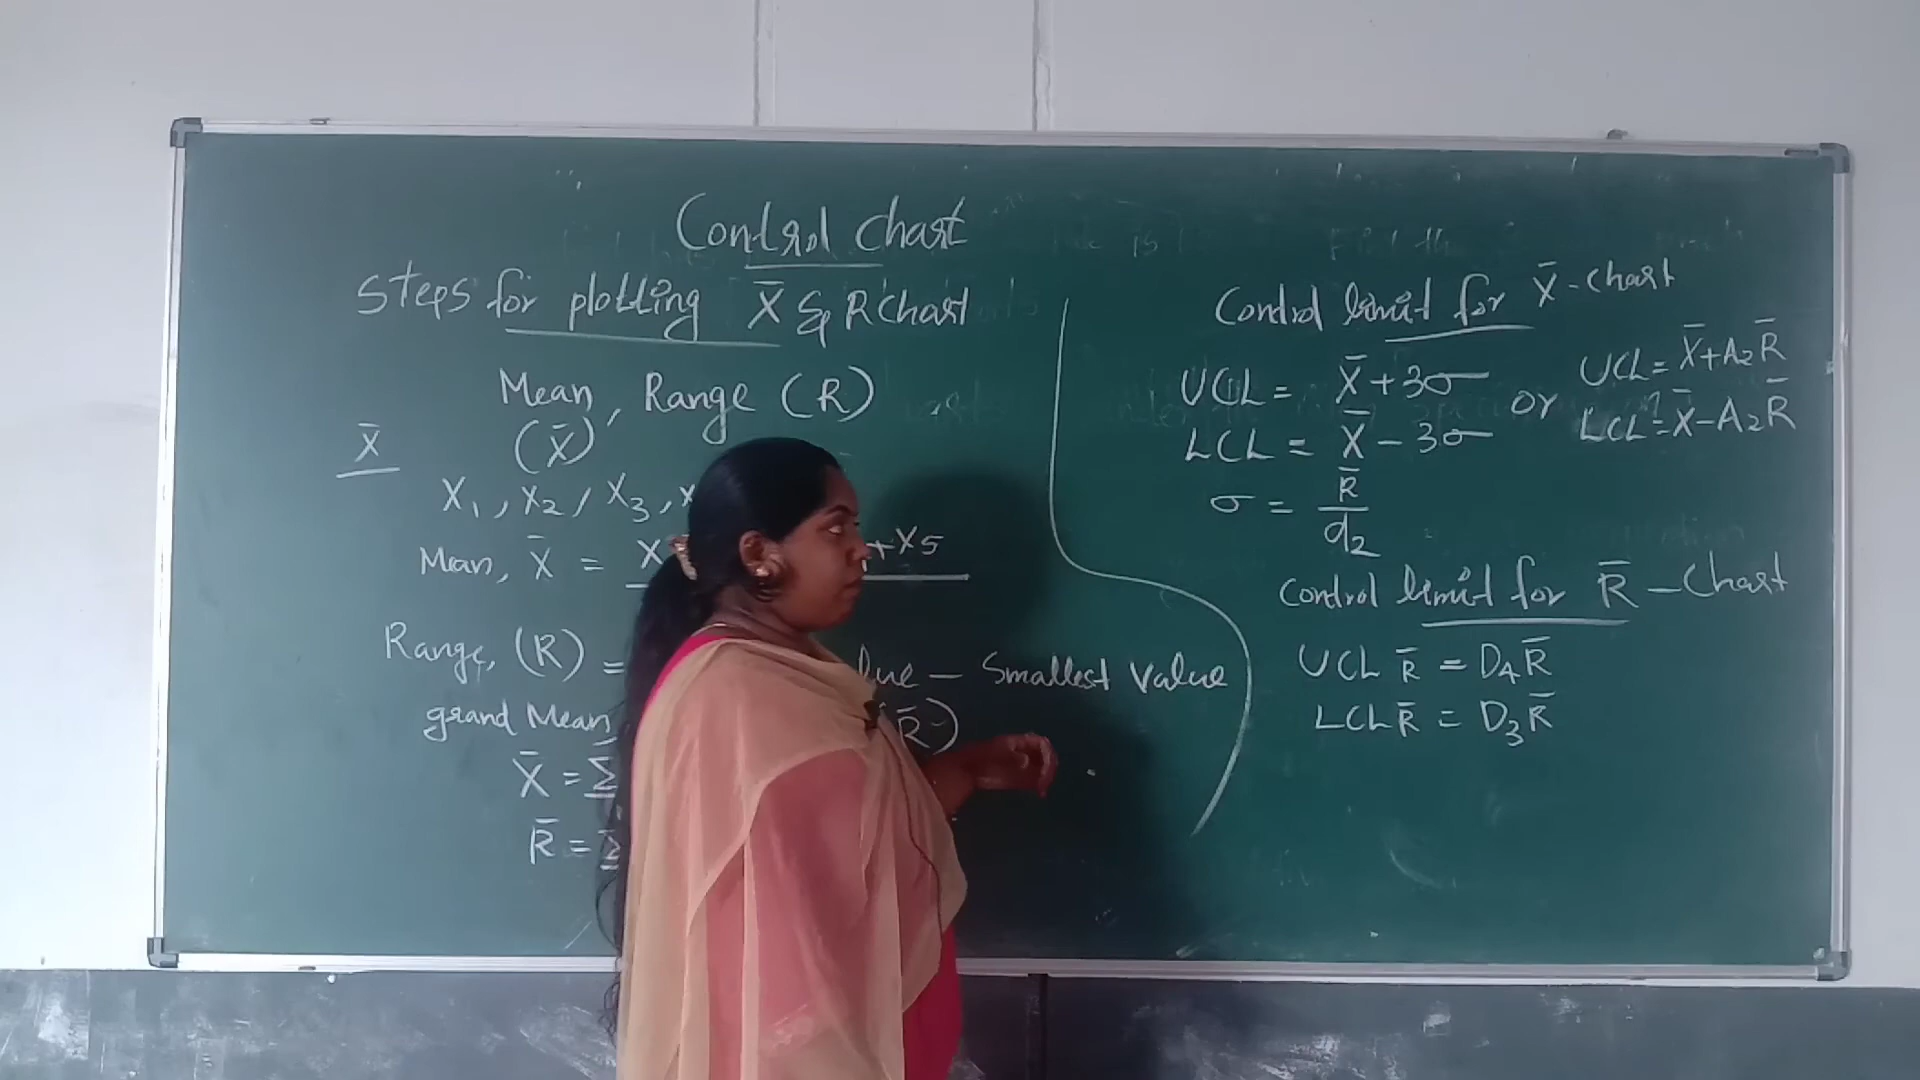 Control chart
Steps for plotting X̄ & R Chart
Mean, Range (R)
(X̄)
X̄
X₁, X₂, X₃, X
Mean, X̄ = X +X₅
Range, (R) = lue – Smallest Value
grand Mean (R̄)
X̄ = Σ
R̄ = Σ
Control limit for X̄ - chart
UCL = X̄ + 3σ or UCL = X̄ + A₂R̄
LCL = X̄ – 3σ LCL = X̄ – A₂R̄
σ = R̄ / d₂
Control limit for R̄ – Chart
UCL R̄ = D₄R̄
LCL R̄ = D₃R̄